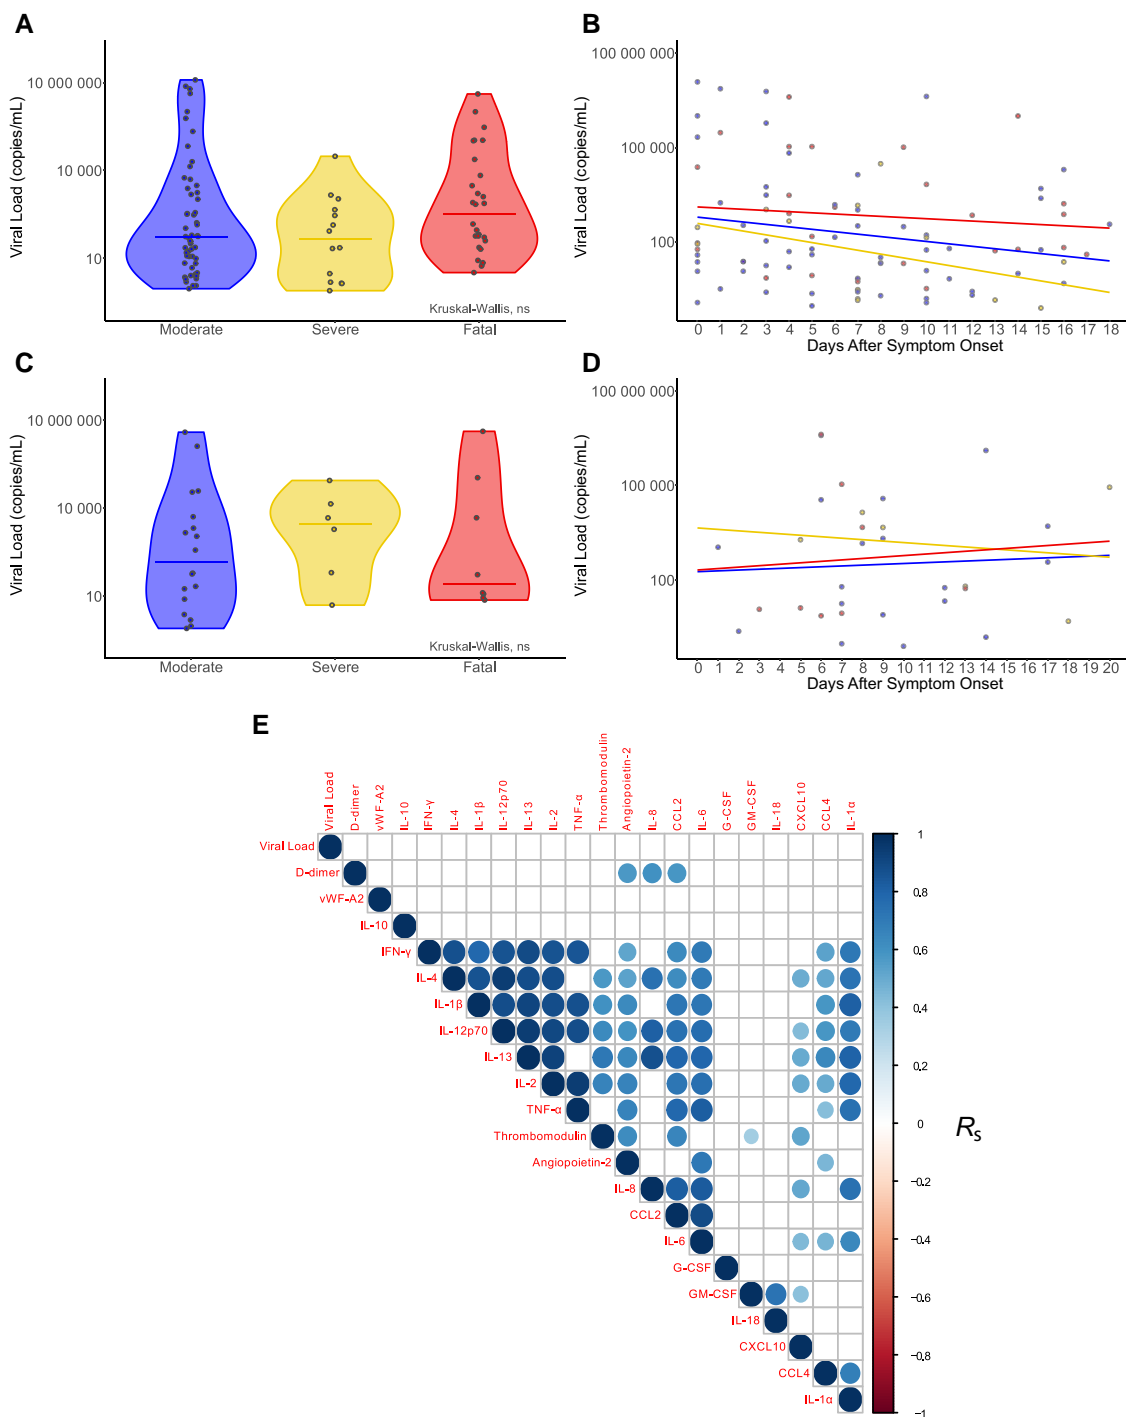 A
Viral Load (copies/mL)
10 000 000
10 000
10
Kruskal-Wallis, ns
Moderate
Severe
Fatal
B
Viral Load (copies/mL)
100 000 000
100 000
100
0 1 2 3 4 5 6 7 8 9 10 11 12 13 14 15 16 17 18
Days After Symptom Onset
C
Viral Load (copies/mL)
10 000 000
10 000
10
Kruskal-Wallis, ns
Moderate
Severe
Fatal
D
Viral Load (copies/mL)
100 000 000
100 000
100
0 1 2 3 4 5 6 7 8 9 10 11 12 13 14 15 16 17 18 19 20
Days After Symptom Onset
E
Viral Load
D-dimer
vWF-A2
IL-10
IFN-γ
IL-4
IL-1β
IL-12p70
IL-13
IL-2
TNF-α
Thrombomodulin
Angiopoietin-2
IL-8
CCL2
IL-6
G-CSF
GM-CSF
IL-18
CXCL10
CCL4
IL-1α
Viral Load
D-dimer
vWF-A2
IL-10
IFN-γ
IL-4
IL-1β
IL-12p70
IL-13
IL-2
TNF-α
Thrombomodulin
Angiopoietin-2
IL-8
CCL2
IL-6
G-CSF
GM-CSF
IL-18
CXCL10
CCL4
IL-1α
1
0.8
0.6
0.4
0.2
0
−0.2
−0.4
−0.6
−0.8
−1
Rs